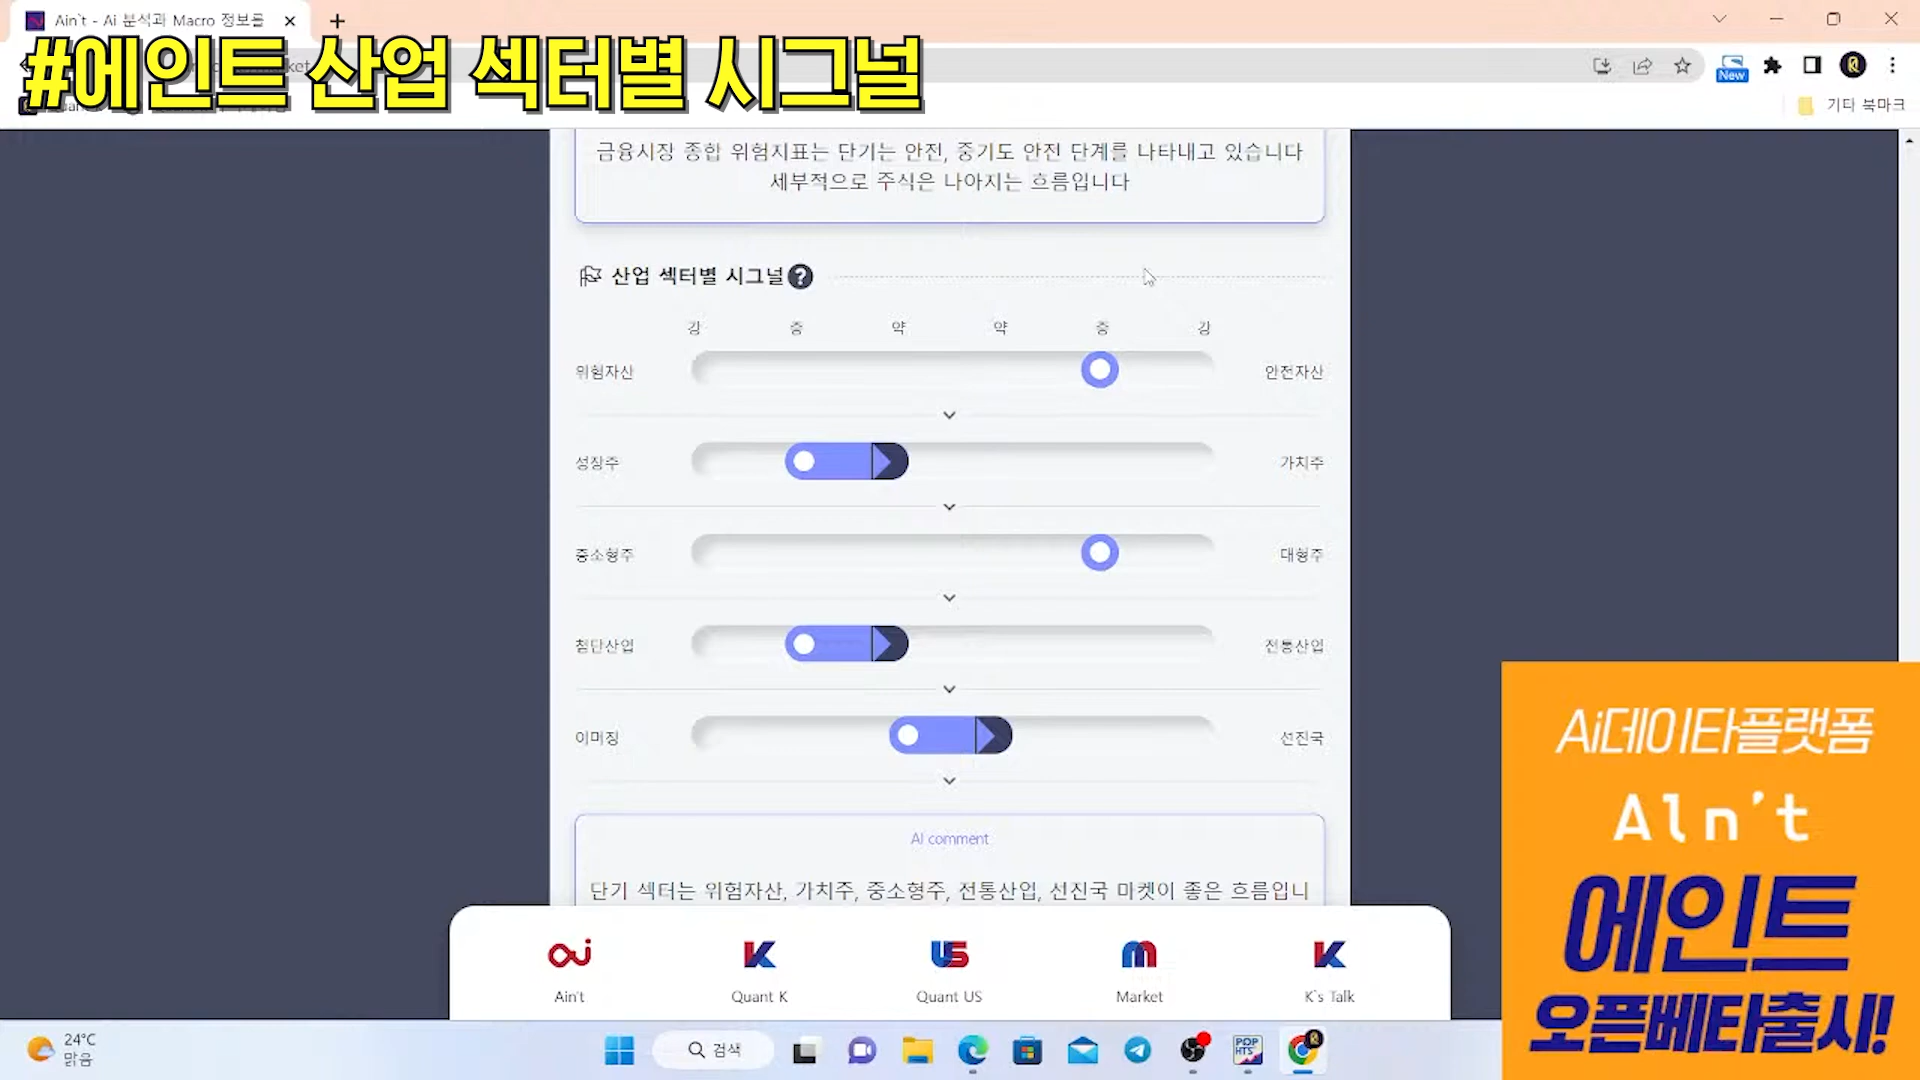 Ain`t - Ai 분석과 Macro 정보를
#에인트 산업 섹터별 시그널
New
기타 북마크
금융시장 종합 위험지표는 단기는 안전, 중기도 안전 단계를 나타내고 있습니다
세부적으로 주식은 나아지는 흐름입니다
산업 섹터별 시그널?
강 중 약 약 중 강
위험자산 안전자산
성장주 가치주
중소형주 대형주
첨단산업 전통산업
이머징 선진국
AI comment
단기 섹터는 위험자산, 가치주, 중소형주, 전통산업, 선진국 마켓이 좋은 흐름입니
Ain't
Quant K
Quant US
Market
K`s Talk
Ai데이타플랫폼
AIn't
에인트
오픈베타출시!
24°C
맑음
검색
POP
HTS